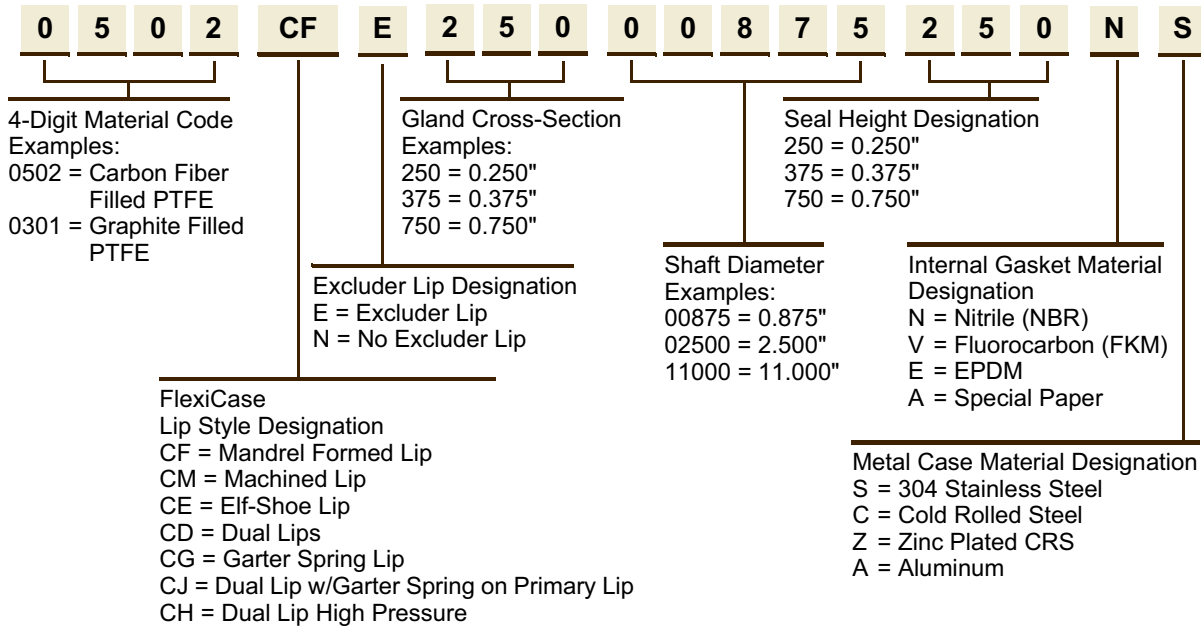 0 5 0 2 CF E 2 5 0 0 0 8 7 5 2 5 0 N S
4-Digit Material Code
Examples:
0502 = Carbon Fiber
Filled PTFE
0301 = Graphite Filled
PTFE
Gland Cross-Section
Examples:
250 = 0.250"
375 = 0.375"
750 = 0.750"
Seal Height Designation
250 = 0.250"
375 = 0.375"
750 = 0.750"
Excluder Lip Designation
E = Excluder Lip
N = No Excluder Lip
Shaft Diameter
Examples:
00875 = 0.875"
02500 = 2.500"
11000 = 11.000"
Internal Gasket Material
Designation
N = Nitrile (NBR)
V = Fluorocarbon (FKM)
E = EPDM
A = Special Paper
FlexiCase
Lip Style Designation
CF = Mandrel Formed Lip
CM = Machined Lip
CE = Elf-Shoe Lip
CD = Dual Lips
CG = Garter Spring Lip
CJ = Dual Lip w/Garter Spring on Primary Lip
CH = Dual Lip High Pressure
Metal Case Material Designation
S = 304 Stainless Steel
C = Cold Rolled Steel
Z = Zinc Plated CRS
A = Aluminum